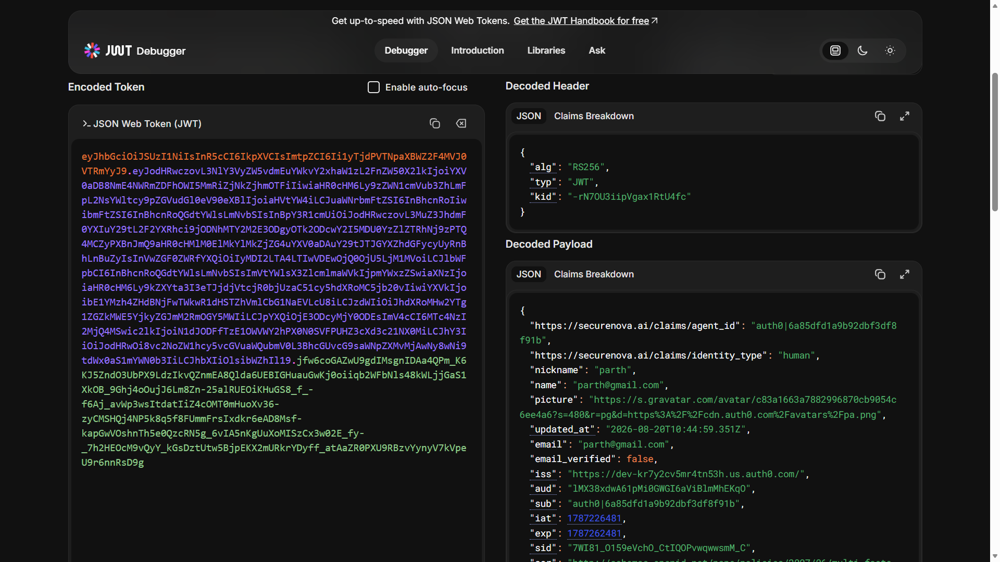 Get up-to-speed with JSON Web Tokens. Get the JWT Handbook for free
JWT Debugger
Debugger
Introduction
Libraries
Ask
Encoded Token
Enable auto-focus
JSON Web Token (JWT)
eyJhbGciOiJSUzI1NiIsInR5cCI6IkpXVCIsImtpZCI6Ii1yTjdPVTNpaXBWZ2F4MVJ0
VTRmYyJ9.eyJodHRwczovL3NlY3VyZW5vdmEuYWkvY2xhaW1zL2FnZW50X2lkIjoiYXV
0aDB8NmE4NWRmZDFhOWI5MmRiZjNkZjhmOTFiIiwiaHR0cHM6Ly9zZWN1cmVub3ZhLmF
pL2NsYWltcy9pZGVudGl0eV90eXBlIjoiaHVtYW4iLCJuaWNrbmFtZSI6InBhcnRoIiw
ibmFtZSI6InBhcnRoQGdtYWlsLmNvbSIsInBpY3R1cmUiOiJodHRwczovL3MuZ3JhdmF
0YXIuY29tL2F2YXRhci9jODNhMTY2M2E3ODgyOTk2ODcwY2I5MDU0YzZlZTRhNj9zPTQ
4MCZyPXBnJmQ9aHR0cHMlM0ElMkYlMkZjZG4uYXV0aDAuY29tJTJGYXZhdGFycyUyRnB
hLnBuZyIsInVwZGF0ZWRfYXQiOiIyMDI2LTA4LTIwVDEwOjQ0OjU5LjM1MVoiLCJlbWF
pbCI6InBhcnRoQGdtYWlsLmNvbSIsImVtYWlsX3ZlcmlmaWVkIjpmYWxzZSwiaXNzIjo
iaHR0cHM6Ly9kZXYta3I3eTJjdjVtcjR0bjUzaC51cy5hdXRoMC5jb20vIiwiYXVkIjo
ibE1YMzh4ZHdBNjFwTWkwR1dHSTZhVmlCbG1NaEVLcU8iLCJzdWIiOiJhdXRoMHw2YTg
1ZGZkMWE5YjkyZGJmM2RmOGY5MWIiLCJpYXQiOjE3ODcyMjY0ODEsImV4cCI6MTc4NzI
2MjQ4MSwic2lkIjoiN1dJODFfTzE1OWVWY2hPX0N0SVFPUHZ3cXd3c21NX0MiLCJhY3I
iOiJodHRwOi8vc2NoZW1hcy5vcGVuaWQubmV0L3BhcGUvcG9saWNpZXMvMjAwNy8wNi9
tdWx0aS1mYWN0b3IiLCJhbXIiOlsibWZhIl19.jfw6coGAZwU9gdIMsgnIDAa4QPm_K6
KJ5ZndO3UbPX9LdzIkvQZnmEA8Qlda6UEBIGHuauGwKj0oiiqb2WFbNls48kWLjjGaS1
XkOB_9Ghj4oOujJ6Lm8Zn-25alRUEOiKHuGS8_f_-
f6Aj_avWp3wsItdatIiZ4cOMT0mHuoXv36-
zyCMSHQj4NP5k8q5f8FUmmFrsIxdkr6eAD8Msf-
kapGwVOshnTh5e0QzcRN5g_6vIA5nKgUuXoMISzCx3w02E_fy-
_7h2HEOcM9vQyY_kGsDztUtw5BjpEKX2mURkrYDyff_atAaZR0PXU9RBzvYynyV7kVpe
U9r6nnRsD9g
Decoded Header
JSON
Claims Breakdown
{
"alg": "RS256",
"typ": "JWT",
"kid": "-rN7OU3iipVgax1RtU4fc"
}
Decoded Payload
JSON
Claims Breakdown
{
"https://securenova.ai/claims/agent_id": "auth0|6a85dfd1a9b92dbf3df8
f91b",
"https://securenova.ai/claims/identity_type": "human",
"nickname": "parth",
"name": "parth@gmail.com",
"picture": "https://s.gravatar.com/avatar/c83a1663a7882996870cb9054c
6ee4a6?s=480&r=pg&d=https%3A%2F%2Fcdn.auth0.com%2Favatars%2Fpa.png",
"updated_at": "2026-08-20T10:44:59.351Z",
"email": "parth@gmail.com",
"email_verified": false,
"iss": "https://dev-kr7y2cv5mr4tn53h.us.auth0.com/",
"aud": "lMX38xdwA61pMi0GWGI6aViBlmMhEKqO",
"sub": "auth0|6a85dfd1a9b92dbf3df8f91b",
"iat": 1787226481,
"exp": 1787262481,
"sid": "7WI81_O159eVchO_CtIQOPvwqwwsmM_C",